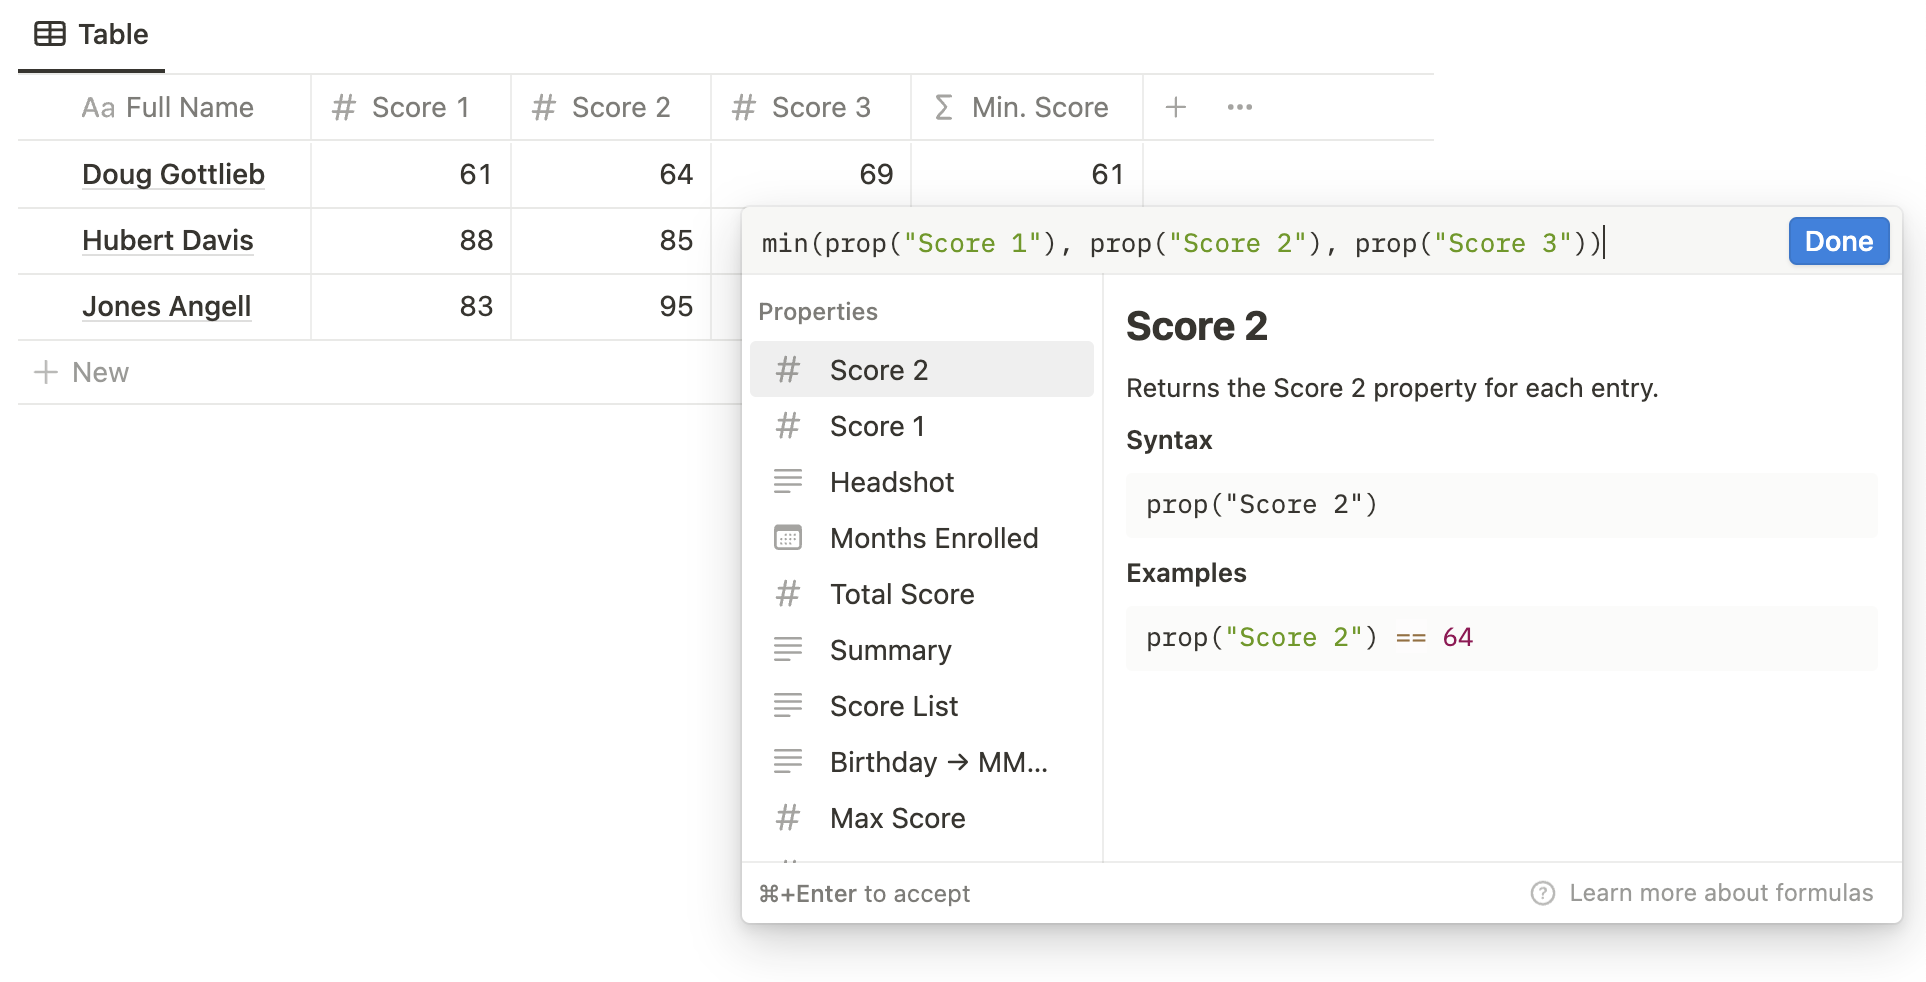 Table
Aa Full Name # Score 1 # Score 2 # Score 3 Σ Min. Score + •••
Doug Gottlieb 61 64 69 61
Hubert Davis 88 85
Jones Angell 83 95
+ New
min(prop("Score 1"), prop("Score 2"), prop("Score 3"))
Done
Properties
# Score 2
# Score 1
Headshot
Months Enrolled
# Total Score
Summary
Score List
Birthday → MM...
# Max Score
Score 2
Returns the Score 2 property for each entry.
Syntax
prop("Score 2")
Examples
prop("Score 2") == 64
⌘+Enter to accept
? Learn more about formulas